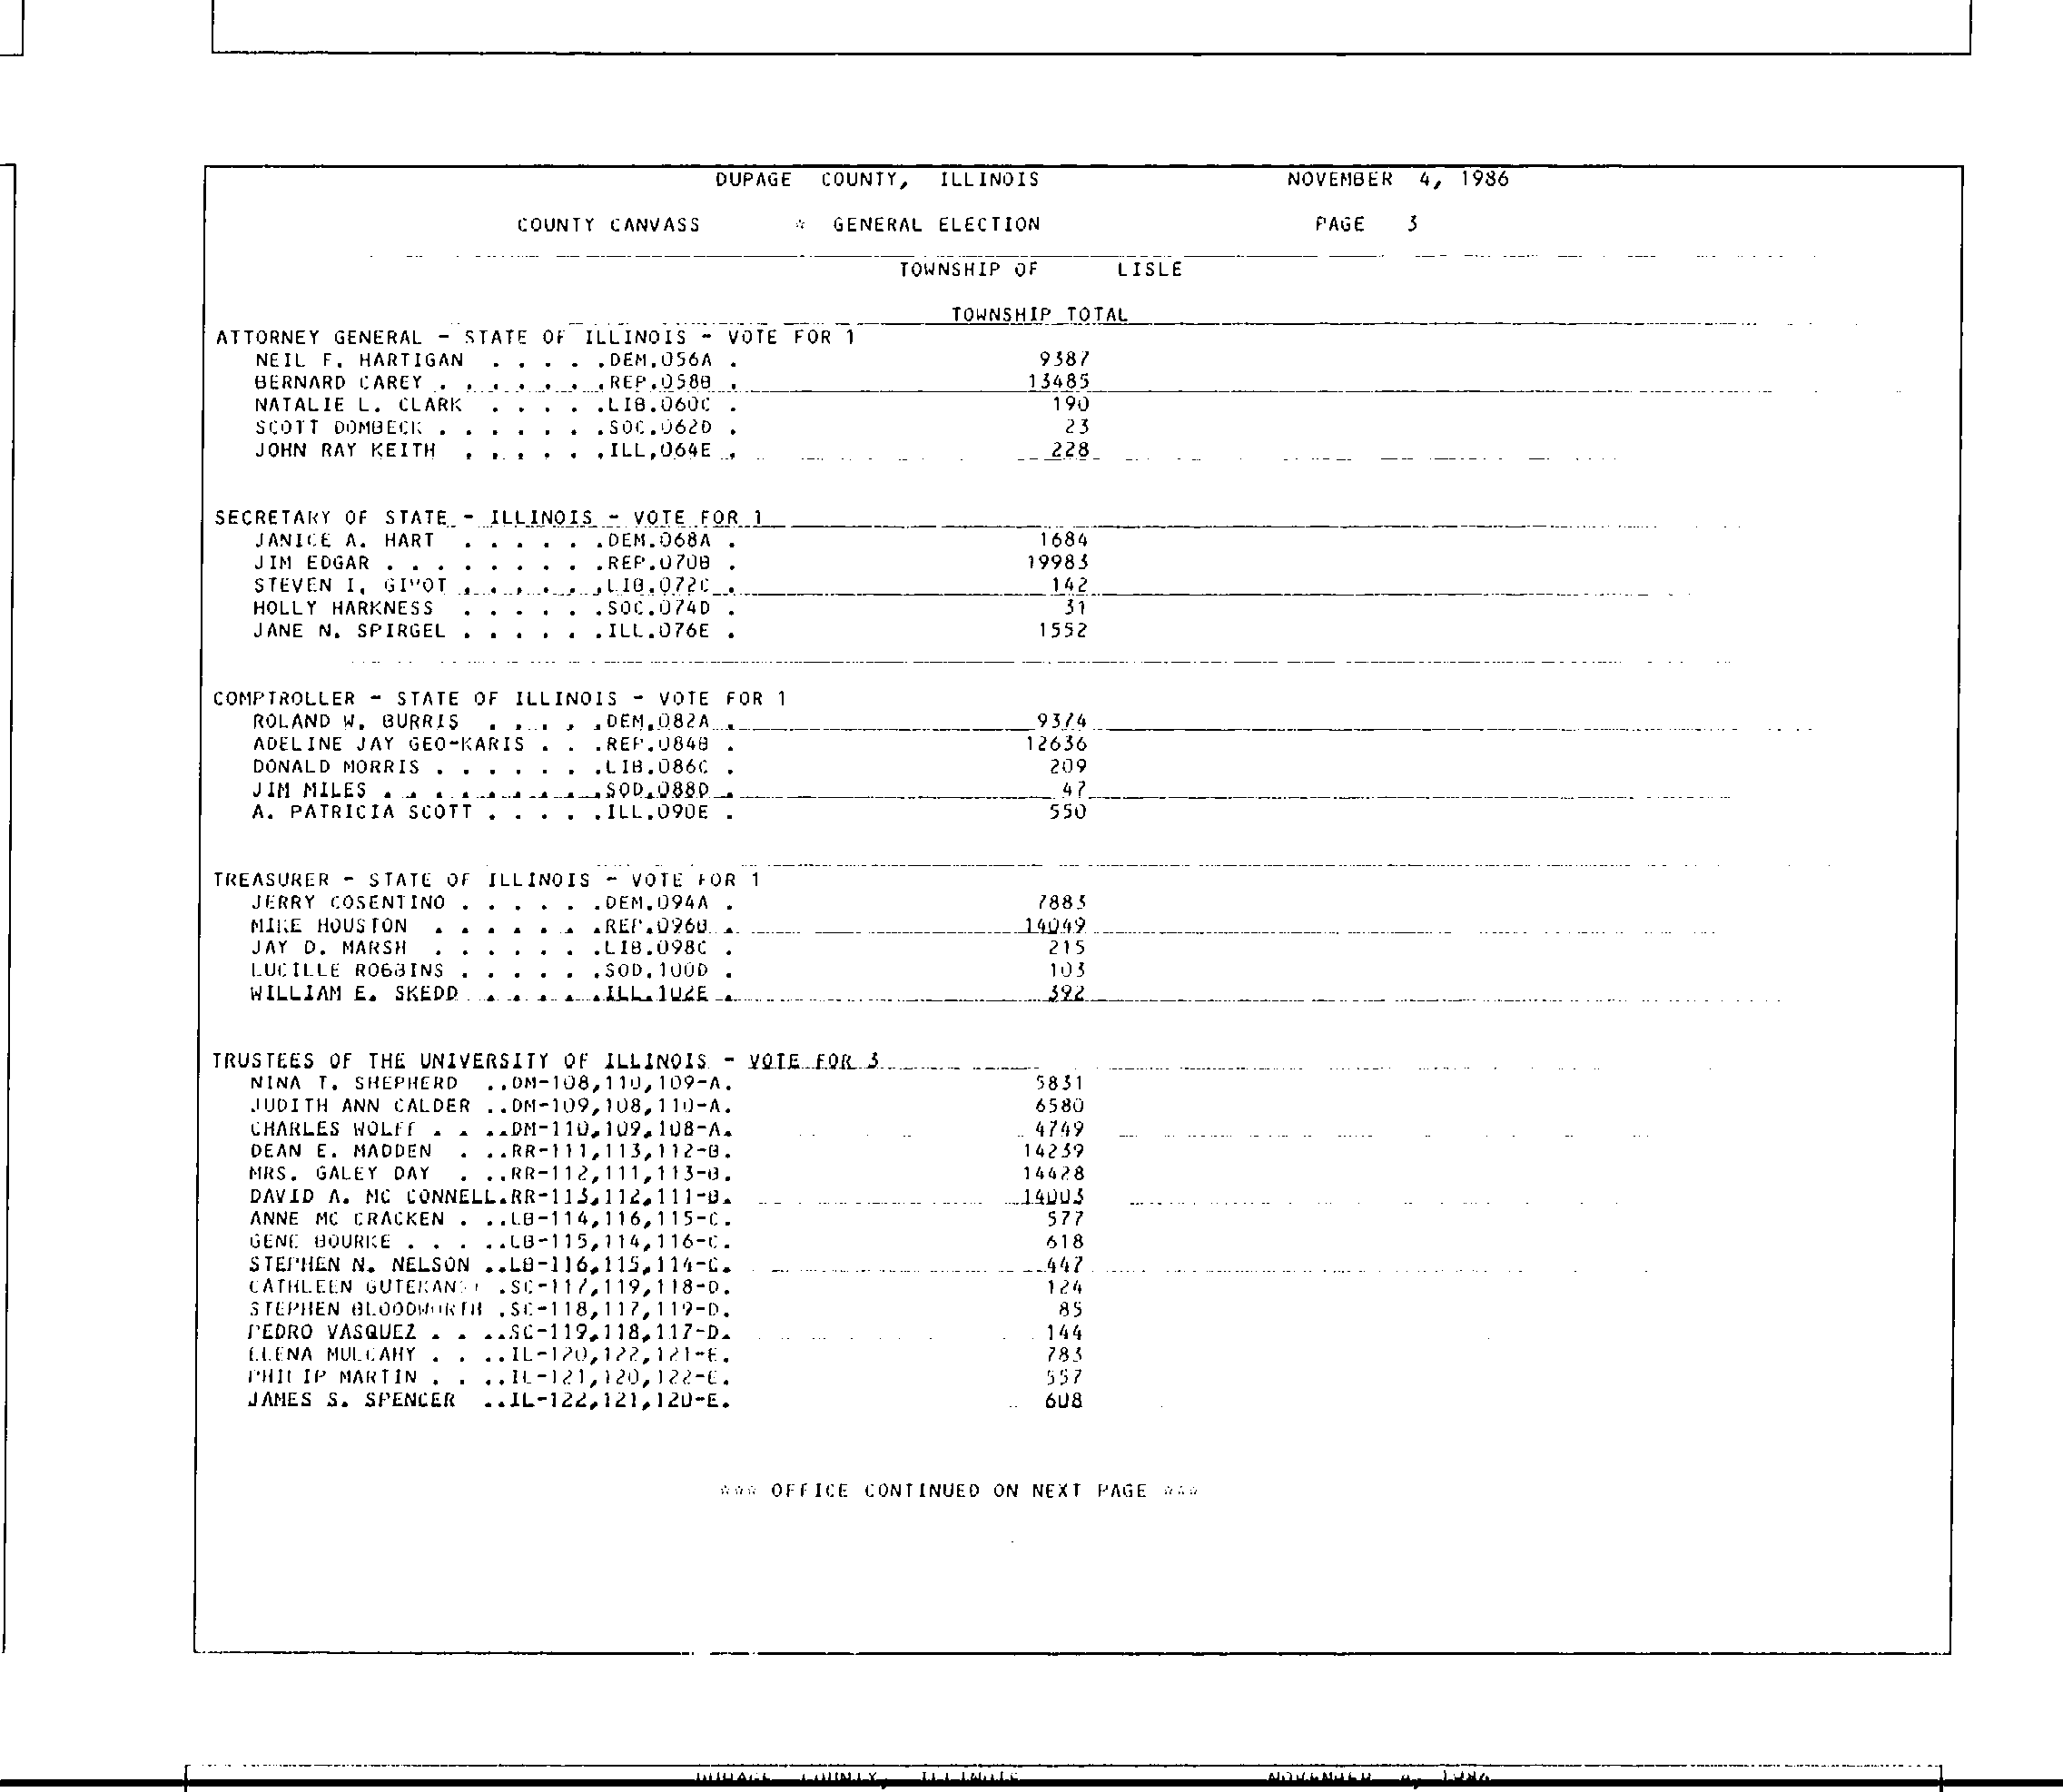 DUPAGE COUNTY, ILLINOIS NOVEMBER 4, 1986
COUNTY CANVASS * GENERAL ELECTION PAGE 3
TOWNSHIP OF LISLE
TOWNSHIP TOTAL
ATTORNEY GENERAL - STATE OF ILLINOIS - VOTE FOR 1
NEIL F. HARTIGAN . . . . .DEM.056A . 9387
BERNARD CAREY . . . . . . .REP.058B . 13485
NATALIE L. CLARK . . . . .LIB.060C . 190
SCOTT DOMBECK . . . . . . .SOC.062D . 23
JOHN RAY KEITH . . . . . .ILL.064E . 228
SECRETARY OF STATE - ILLINOIS - VOTE FOR 1
JANICE A. HART . . . . . .DEM.068A . 1684
JIM EDGAR . . . . . . . . .REP.070B . 19983
STEVEN I. GIVOT . . . . . .LIB.072C . 142
HOLLY HARKNESS . . . . . .SOC.074D . 31
JANE N. SPIRGEL . . . . . .ILL.076E . 1552
COMPTROLLER - STATE OF ILLINOIS - VOTE FOR 1
ROLAND W. BURRIS . . . . .DEM.082A . 9374
ADELINE JAY GEO-KARIS . . .REP.084B . 12636
DONALD MORRIS . . . . . . .LIB.086C . 209
JIM MILES . . . . . . . . .SOD.088D . 47
A. PATRICIA SCOTT . . . . .ILL.090E . 550
TREASURER - STATE OF ILLINOIS - VOTE FOR 1
JERRY COSENTINO . . . . . .DEM.094A . 7883
MIKE HOUSTON . . . . . . .REP.096B . 14049
JAY D. MARSH . . . . . . .LIB.098C . 215
LUCILLE ROBBINS . . . . . .SOD.100D . 103
WILLIAM E. SKEDD . . . . .ILL.102E . 392
TRUSTEES OF THE UNIVERSITY OF ILLINOIS - VOTE FOR 3
NINA T. SHEPHERD ..DM-108,110,109-A. 5831
JUDITH ANN CALDER ..DM-109,108,110-A. 6580
CHARLES WOLFF . . ..DM-110,109,108-A. 4749
DEAN E. MADDEN . ..RR-111,113,112-B. 14239
MRS. GALEY DAY . ..RR-112,111,113-B. 14428
DAVID A. MC CONNELL.RR-113,112,111-B. 14003
ANNE MC CRACKEN . ..LB-114,116,115-C. 577
GENE BOURKE . . . ..LB-115,114,116-C. 618
STEPHEN N. NELSON ..LB-116,115,114-C. 447
CATHLEEN .SC-117,119,118-D. 124
STEPHEN BLOODWORTH .SC-118,117,119-D. 85
PEDRO VASQUEZ . . ..SC-119,118,117-D. 144
ELENA MULCAHY . . ..IL-120,122,121-E. 783
PHILIP MARTIN . . ..IL-121,120,122-E. 557
JAMES S. SPENCER ..IL-122,121,120-E. 608
*** OFFICE CONTINUED ON NEXT PAGE ***